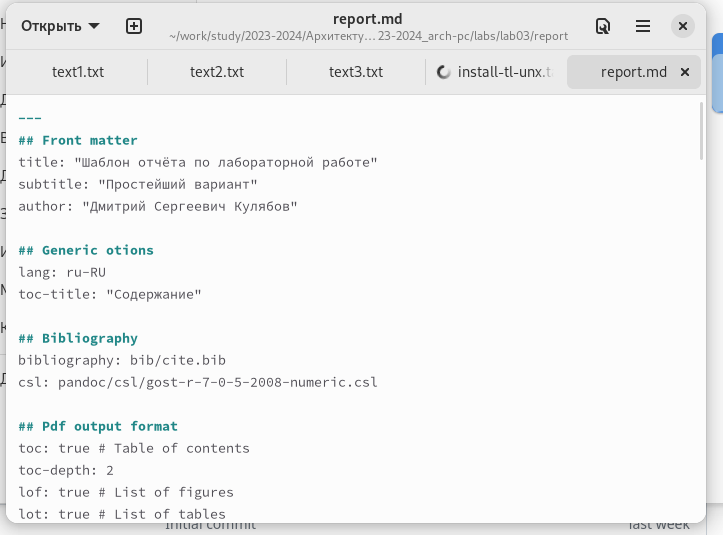 report.md
Открыть
~/work/study/2023-2024/Архитекту… 23-2024_arch-pc/labs/lab03/report
text1.txt text2.txt text3.txt install-tl-unx.ta report.md
---
## Front matter
title: "Шаблон отчёта по лабораторной работе"
subtitle: "Простейший вариант"
author: "Дмитрий Сергеевич Кулябов"
## Generic otions
lang: ru-RU
toc-title: "Содержание"
## Bibliography
bibliography: bib/cite.bib
csl: pandoc/csl/gost-r-7-0-5-2008-numeric.csl
## Pdf output format
toc: true # Table of contents
toc-depth: 2
lof: true # List of figures
lot: true # List of tables
Initial commit last week